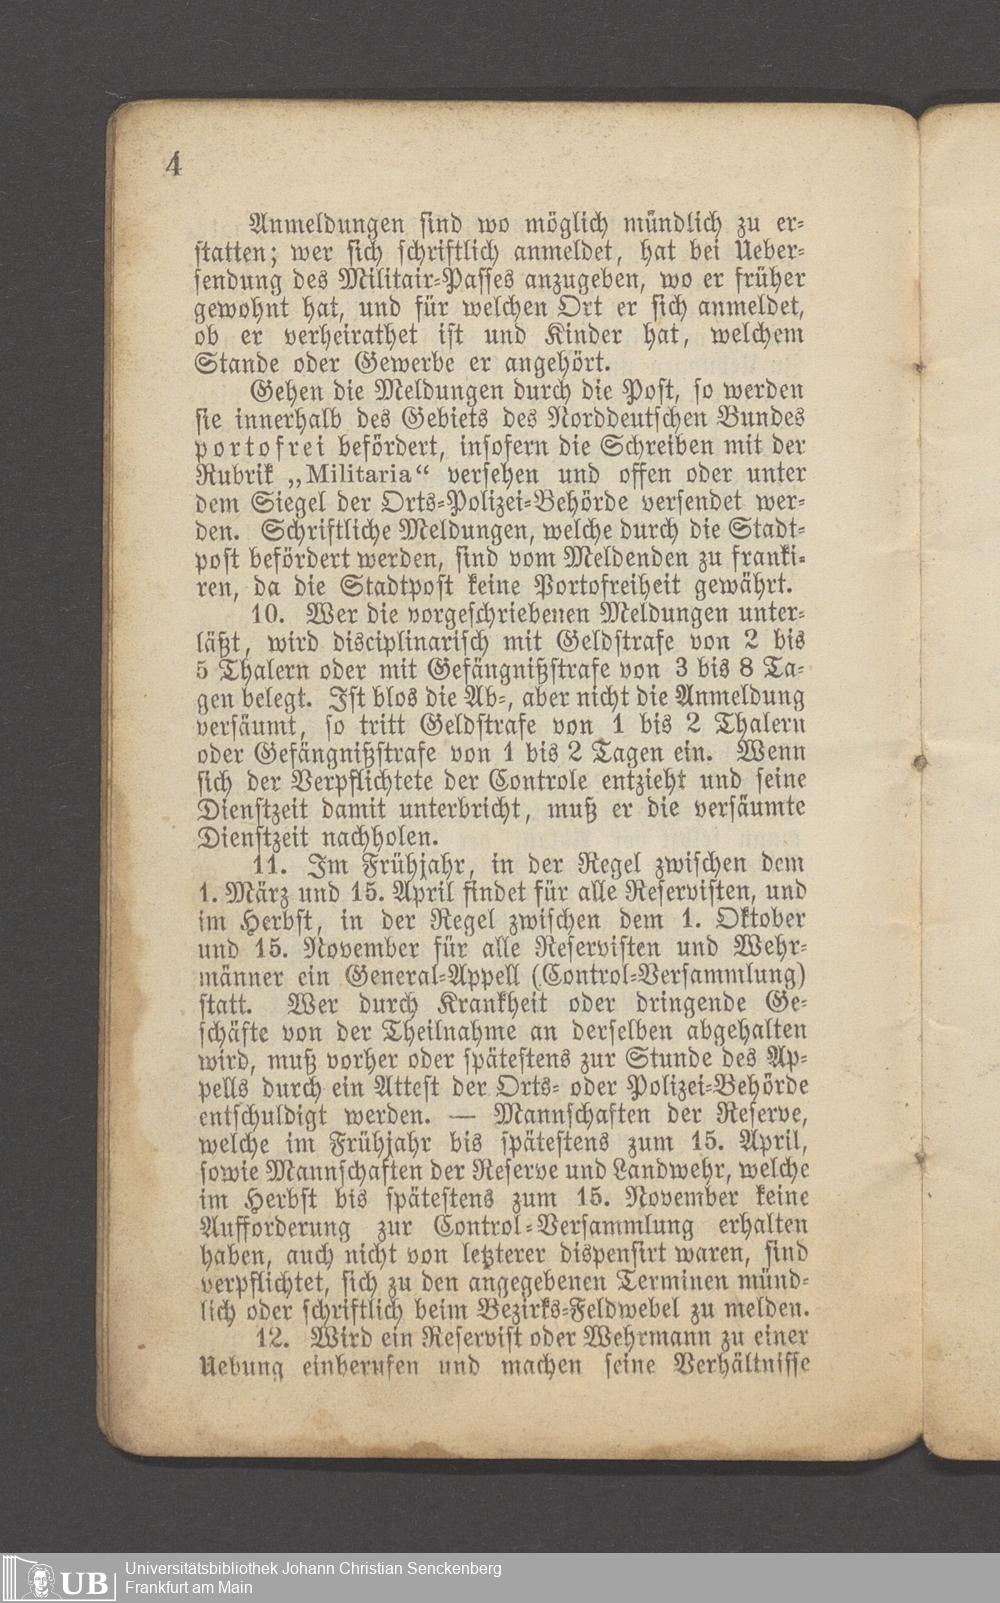 4
Anmeldungen sind wo möglich mündlich zu er-
statten; wer sich schriftlich anmeldet, hat bei Ueber-
sendung des Militair-Passes anzugeben, wo er früher
gewohnt hat, und für welchen Ort er sich anmeldet,
ob er verheirathet ist und Kinder hat, welchem
Stande oder Gewerbe er angehört.
Gehen die Meldungen durch die Post, so werden
sie innerhalb des Gebiets des Norddeutschen Bundes
portofrei befördert, insofern die Schreiben mit der
Rubrik „Militaria“ versehen und offen oder unter
dem Siegel der Orts-Polizei-Behörde versendet wer-
den. Schriftliche Meldungen, welche durch die Stadt-
post befördert werden, sind vom Meldenden zu franki-
ren, da die Stadtpost keine Portofreiheit gewährt.
10. Wer die vorgeschriebenen Meldungen unter-
läßt, wird disciplinarisch mit Geldstrafe von 2 bis
5 Thalern oder mit Gefängnißstrafe von 3 bis 8 Ta-
gen belegt. Ist blos die Ab-, aber nicht die Anmeldung
versäumt, so tritt Geldstrafe von 1 bis 2 Thalern
oder Gefängnißstrafe von 1 bis 2 Tagen ein. Wenn
sich der Verpflichtete der Controle entzieht und seine
Dienstzeit damit unterbricht, muß er die versäumte
Dienstzeit nachholen.
11. Im Frühjahr, in der Regel zwischen dem
1. März und 15. April findet für alle Reservisten, und
im Herbst, in der Regel zwischen dem 1. Oktober
und 15. November für alle Reservisten und Wehr-
männer ein General-Appell (Control-Versammlung)
statt. Wer durch Krankheit oder dringende Ge-
schäfte von der Theilnahme an derselben abgehalten
wird, muß vorher oder spätestens zur Stunde des Ap-
pells durch ein Attest der Orts- oder Polizei-Behörde
entschuldigt werden. — Mannschaften der Reserve,
welche im Frühjahr bis spätestens zum 15. April,
sowie Mannschaften der Reserve und Landwehr, welche
im Herbst bis spätestens zum 15. November keine
Aufforderung zur Control-Versammlung erhalten
haben, auch nicht von letzterer dispensirt waren, sind
verpflichtet, sich zu den angegebenen Terminen münd-
lich oder schriftlich beim Bezirks-Feldwebel zu melden.
12. Wird ein Reservist oder Wehrmann zu einer
Uebung einberufen und machen seine Verhältnisse
UB
Universitätsbibliothek Johann Christian Senckenberg
Frankfurt am Main